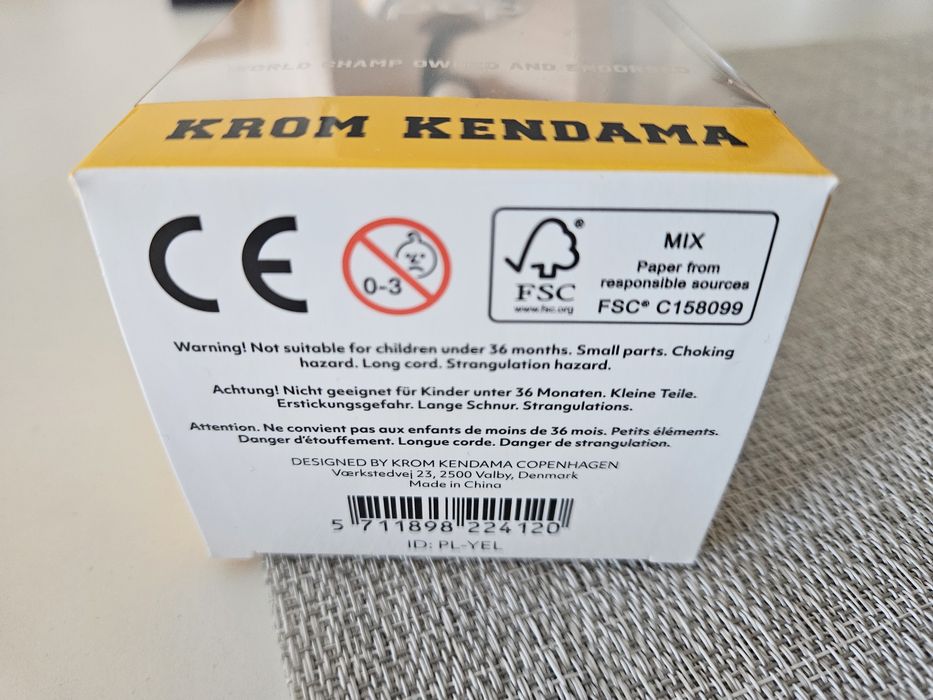 WORLD CHAMP OWNED AND ENDORSED
KROM KENDAMA
CE
0-3
FSC®
www.fsc.org
MIX
Paper from
responsible sources
FSC® C158099
Warning! Not suitable for children under 36 months. Small parts. Choking
hazard. Long cord. Strangulation hazard.
Achtung! Nicht geeignet für Kinder unter 36 Monaten. Kleine Teile.
Erstickungsgefahr. Lange Schnur. Strangulations.
Attention. Ne convient pas aux enfants de moins de 36 mois. Petits éléments.
Danger d'étouffement. Longue corde. Danger de strangulation.
DESIGNED BY KROM KENDAMA COPENHAGEN
Værkstedvej 23, 2500 Valby, Denmark
Made in China
5 711898 224120
ID: PL-YEL